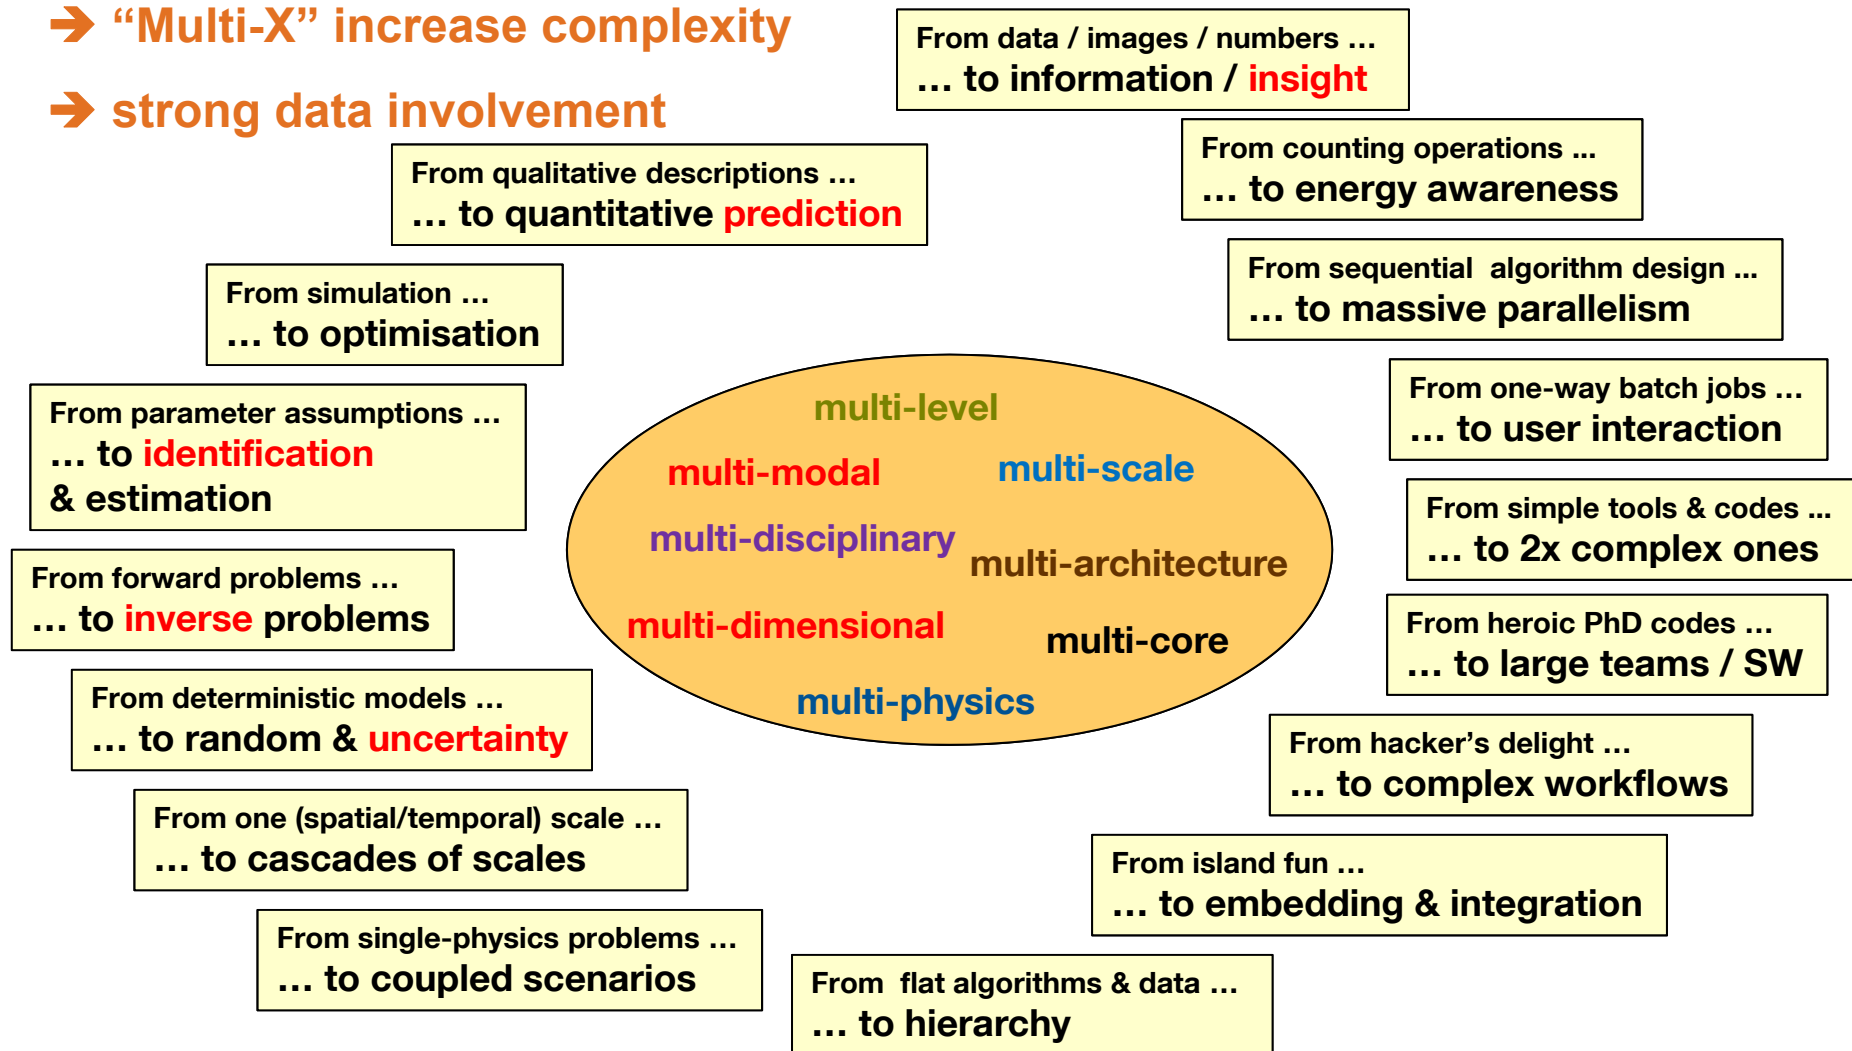 ➔ “Multi-X” increase complexity
➔ strong data involvement
From data / images / numbers …
… to information / insight
From counting operations ...
… to energy awareness
From qualitative descriptions …
… to quantitative prediction
From sequential algorithm design ...
… to massive parallelism
From simulation …
… to optimisation
From one-way batch jobs …
… to user interaction
From parameter assumptions …
… to identification
& estimation
From simple tools & codes ...
… to 2x complex ones
From forward problems …
… to inverse problems
From heroic PhD codes …
… to large teams / SW
From deterministic models …
… to random & uncertainty
From hacker’s delight …
… to complex workflows
From one (spatial/temporal) scale …
… to cascades of scales
From island fun …
… to embedding & integration
From single-physics problems …
… to coupled scenarios
From flat algorithms & data …
… to hierarchy
multi-level
multi-modal
multi-scale
multi-disciplinary
multi-architecture
multi-dimensional
multi-core
multi-physics